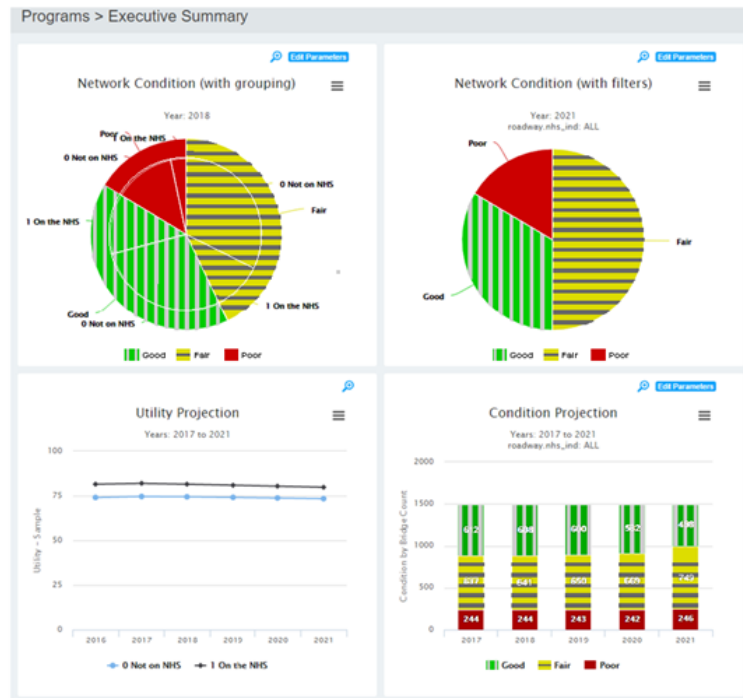 Programs > Executive Summary
Edit Parameters
Network Condition (with grouping)
Year: 2018
Poor
1 On the NHS
0 Not on NHS
0 Not on NHS
Fair
1 On the NHS
1 On the NHS
Good
0 Not on NHS
Good Fair Poor
Edit Parameters
Network Condition (with filters)
Year: 2021
roadway.nhs_ind: ALL
Poor
Fair
Good
Good Fair Poor
Utility Projection
Years: 2017 to 2021
100
75
50
25
0
Utility - Sample
2016 2017 2018 2019 2020 2021
0 Not on NHS 1 On the NHS
Edit Parameters
Condition Projection
Years: 2017 to 2021
roadway.nhs_ind: ALL
2000
1500
1000
500
0
Condition by Bridge Count
608 600
641 650 669 743
244 244 243 242 246
2017 2018 2019 2020 2021
Good Fair Poor